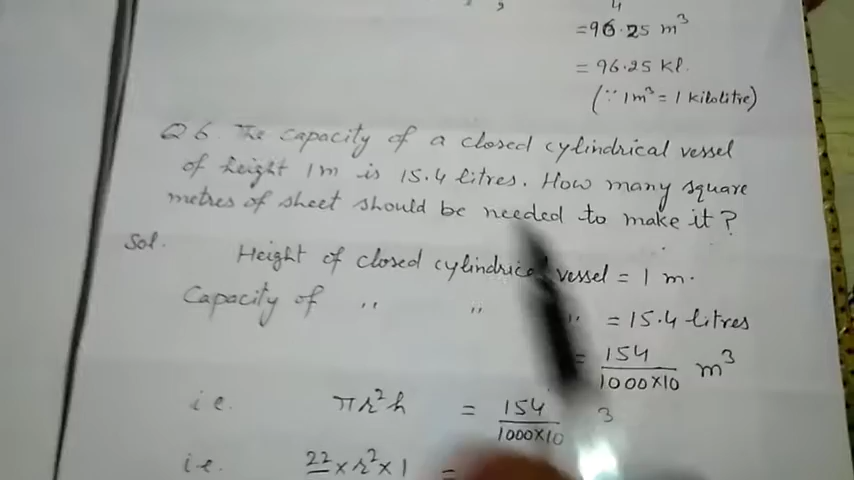 4
=96.25 m³
= 96.25 Kl.
(∵ 1m³ = 1 kilolitre)
Q 6. The capacity of a closed cylindrical vessel
of height 1m is 15.4 litres. How many square
metres of sheet should be needed to make it?
Sol. Height of closed cylindrical vessel = 1 m.
Capacity of " " " = 15.4 litres
= 154/1000×10 m³
i.e. πr²h = 154/1000×10 3
i.e. 22 × r² × 1 =